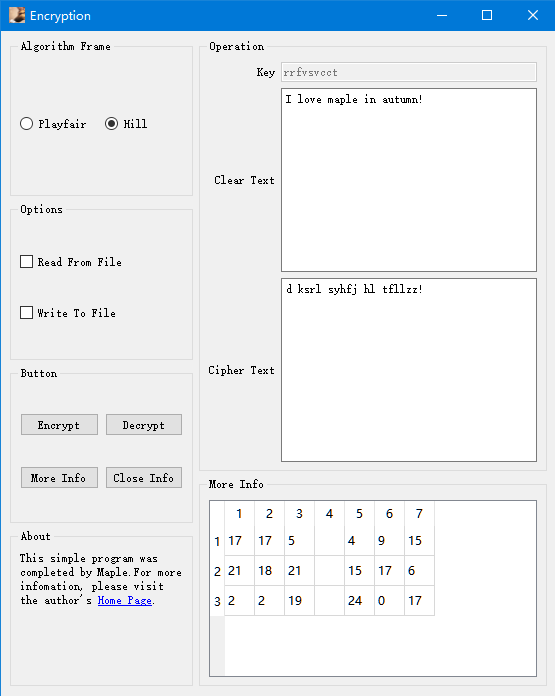 Encryption
Algorithm Frame
Playfair
Hill
Options
Read From File
Write To File
Button
Encrypt
Decrypt
More Info
Close Info
About
This simple program was
completed by Maple.For more
infomation, please visit
the author's Home Page.
Operation
Key
rrfvsvcct
Clear Text
I love maple in autumn!
Cipher Text
d ksrl syhfj hl tfllzz!
More Info
1 2 3 4 5 6 7
1 17 17 5 4 9 15
2 21 18 21 15 17 6
3 2 2 19 24 0 17